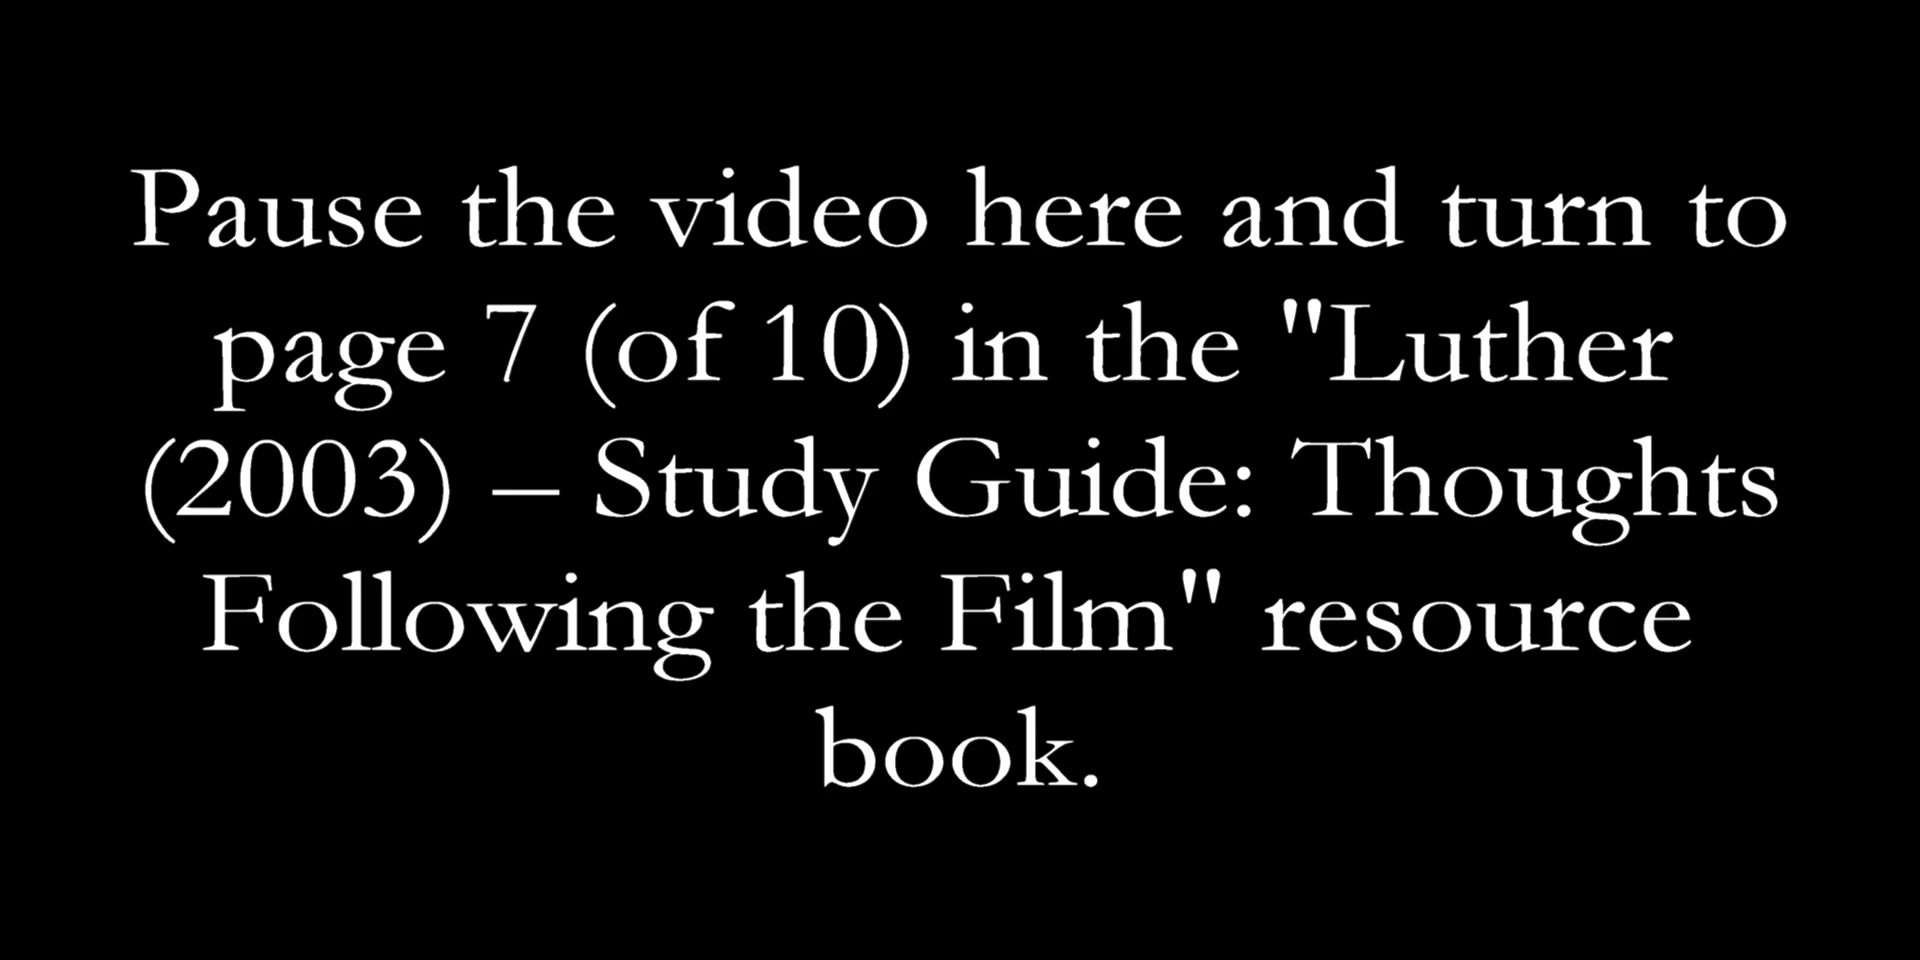 Pause the video here and turn to
page 7 (of 10) in the "Luther
(2003) – Study Guide: Thoughts
Following the Film" resource
book.